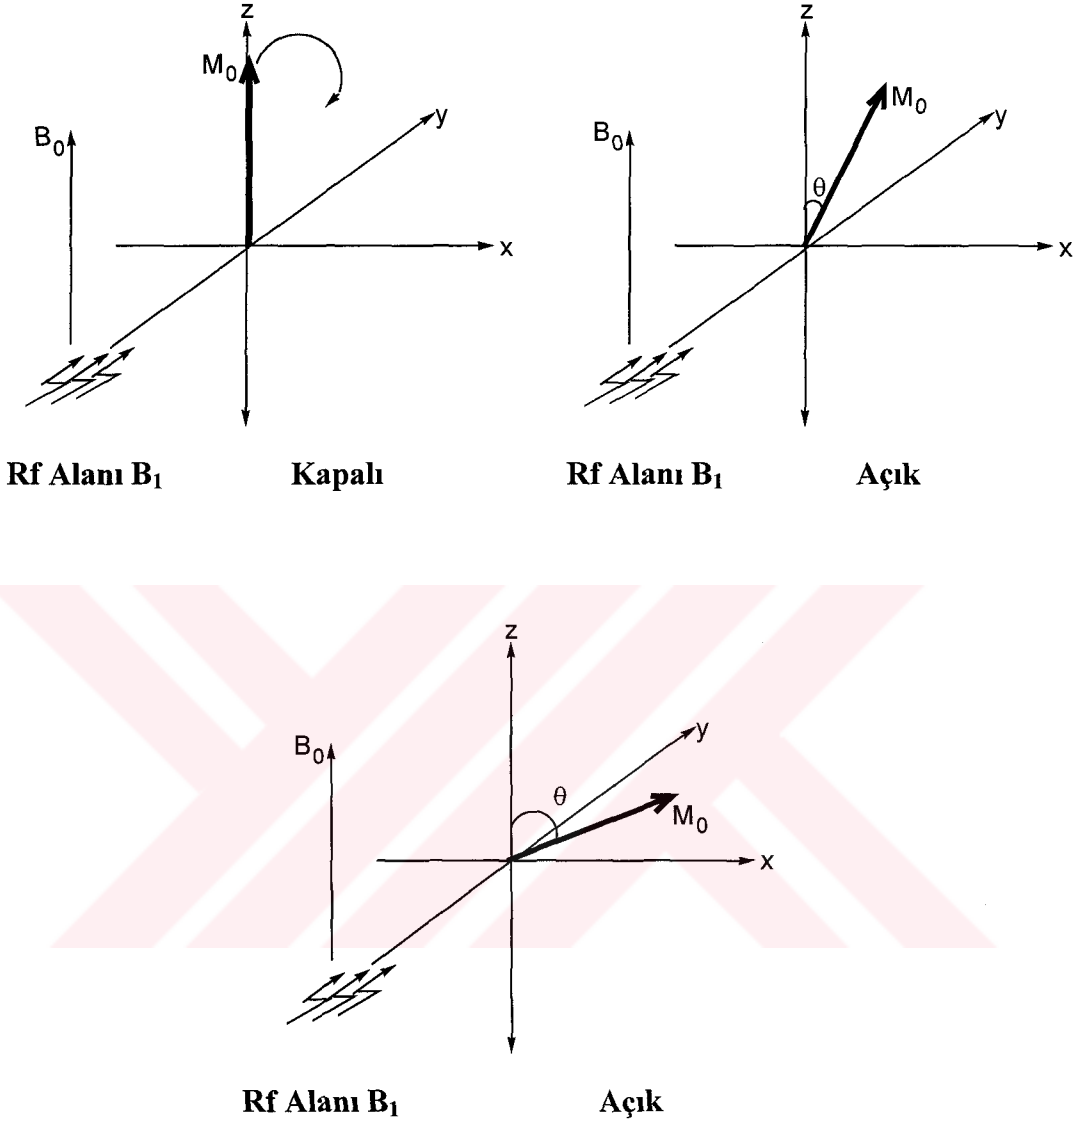 z
M0
B0
y
x
Rf Alanı B1 Kapalı
z
M0
B0
y
θ
x
Rf Alanı B1 Açık
z
B0
y
θ
M0
x
Rf Alanı B1 Açık